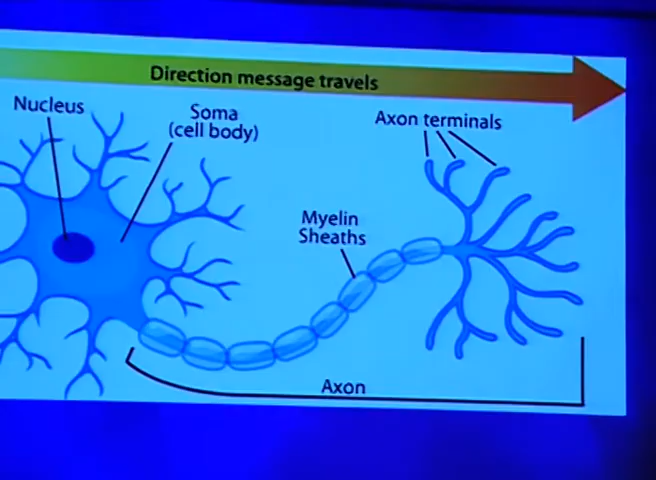 Direction message travels
Nucleus
Soma
(cell body)
Axon terminals
Myelin
Sheaths
Axon